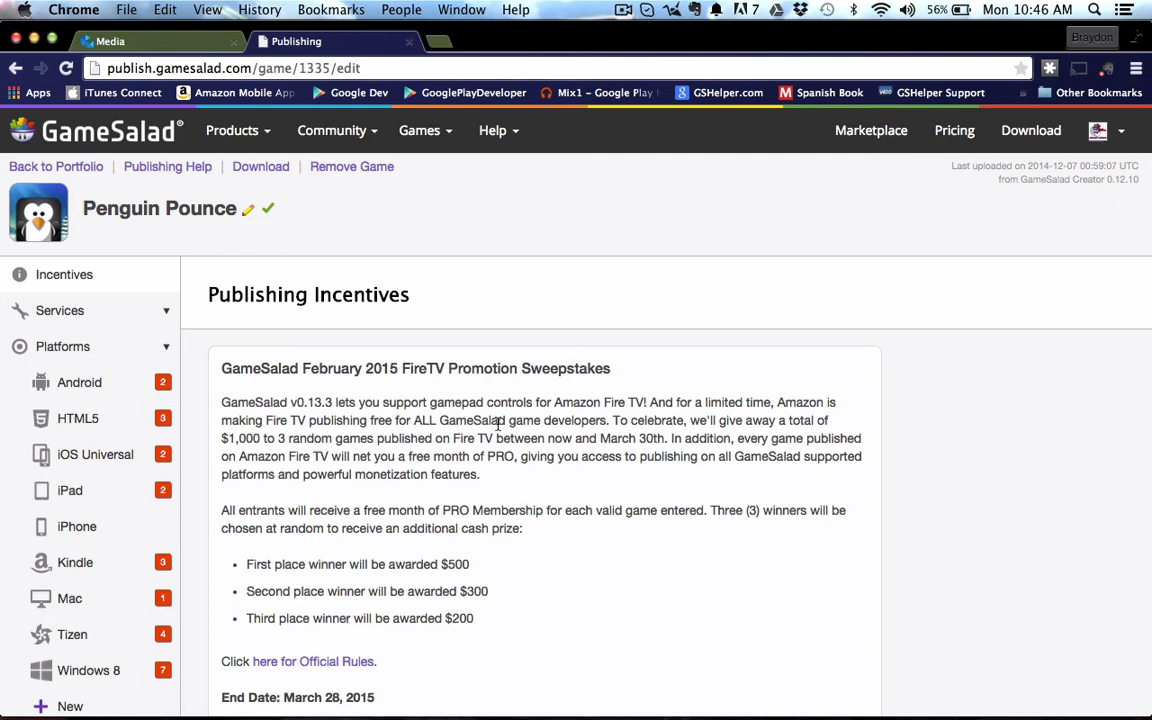 Chrome File Edit View History Bookmarks People Window Help 7 56% Mon 10:46 AM
Media Publishing Braydon
publish.gamesalad.com/game/1335/edit
Apps iTunes Connect Amazon Mobile Ap Google Dev GooglePlayDeveloper Mix1 – Google Play GSHelper.com Spanish Book GSHelper Support » Other Bookmarks
GameSalad® Products Community Games Help Marketplace Pricing Download
Back to Portfolio | Publishing Help | Download | Remove Game
Last uploaded on 2014-12-07 00:59:07 UTC
from GameSalad Creator 0.12.10
Penguin Pounce
Incentives
Services
Platforms
Android 2
HTML5 3
iOS Universal 2
iPad 2
iPhone
Kindle 3
Mac 1
Tizen 4
Windows 8 7
New
Publishing Incentives
GameSalad February 2015 FireTV Promotion Sweepstakes
GameSalad v0.13.3 lets you support gamepad controls for Amazon Fire TV! And for a limited time, Amazon is
making Fire TV publishing free for ALL GameSalad game developers. To celebrate, we'll give away a total of
$1,000 to 3 random games published on Fire TV between now and March 30th. In addition, every game published
on Amazon Fire TV will net you a free month of PRO, giving you access to publishing on all GameSalad supported
platforms and powerful monetization features.
All entrants will receive a free month of PRO Membership for each valid game entered. Three (3) winners will be
chosen at random to receive an additional cash prize:
• First place winner will be awarded $500
• Second place winner will be awarded $300
• Third place winner will be awarded $200
Click here for Official Rules.
End Date: March 28, 2015